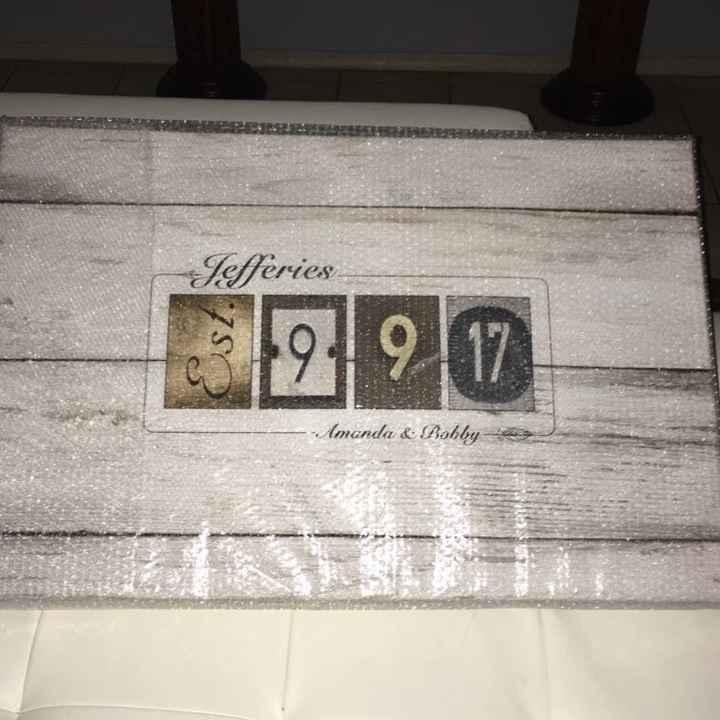 Jefferies
Est. 9 9 17
Amanda & Bobby